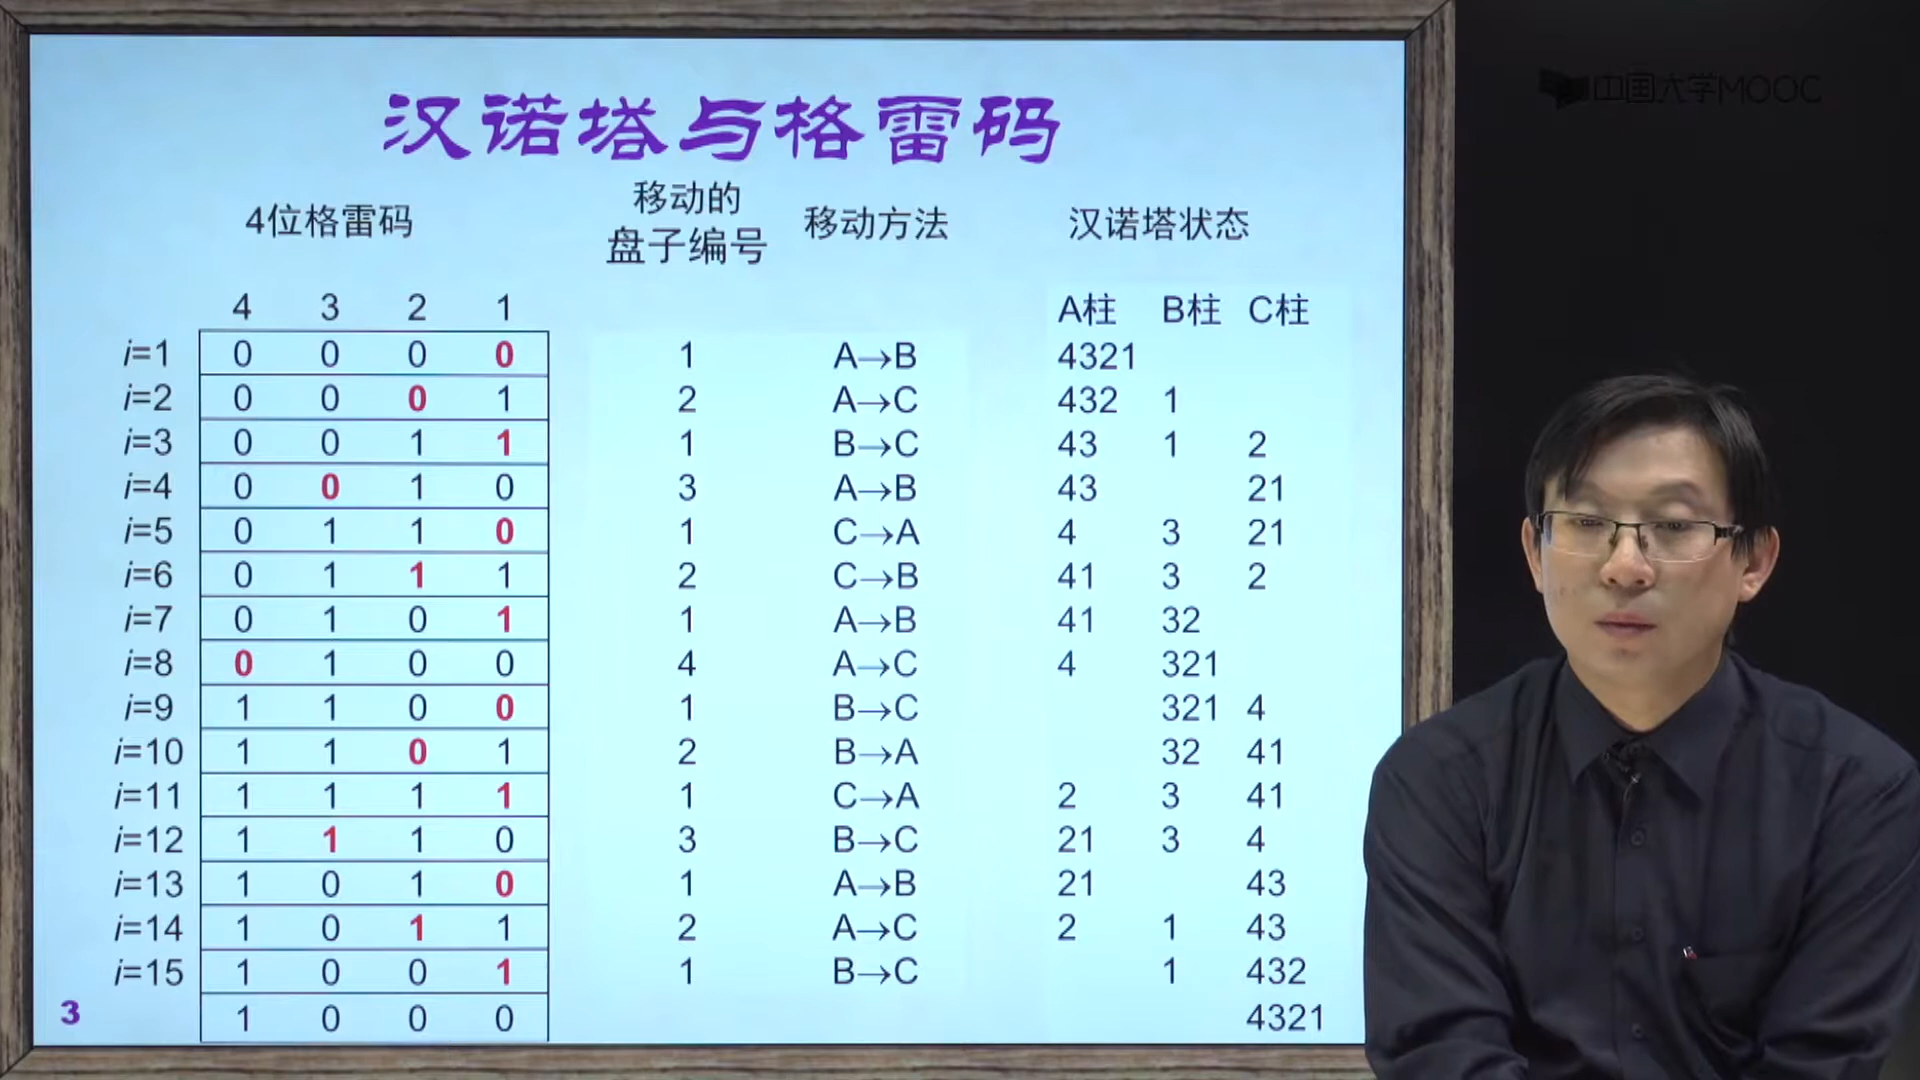 中国大学MOOC
汉诺塔与格雷码
4位格雷码 移动的盘子编号 移动方法 汉诺塔状态
4 3 2 1 A柱 B柱 C柱
i=1 0 0 0 0 1 A→B 4321
i=2 0 0 0 1 2 A→C 432 1
i=3 0 0 1 1 1 B→C 43 1 2
i=4 0 0 1 0 3 A→B 43 21
i=5 0 1 1 0 1 C→A 4 3 21
i=6 0 1 1 1 2 C→B 41 3 2
i=7 0 1 0 1 1 A→B 41 32
i=8 0 1 0 0 4 A→C 4 321
i=9 1 1 0 0 1 B→C 321 4
i=10 1 1 0 1 2 B→A 32 41
i=11 1 1 1 1 1 C→A 2 3 41
i=12 1 1 1 0 3 B→C 21 3 4
i=13 1 0 1 0 1 A→B 21 43
i=14 1 0 1 1 2 A→C 2 1 43
i=15 1 0 0 1 1 B→C 1 432
1 0 0 0 4321
3